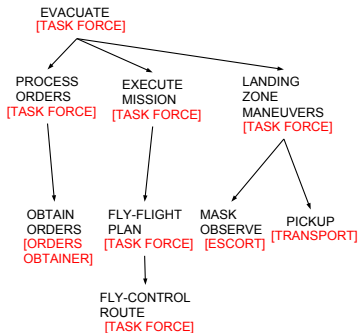 EVACUATE
[TASK FORCE]
PROCESS
ORDERS
[TASK FORCE]
EXECUTE
MISSION
[TASK FORCE]
LANDING
ZONE
MANEUVERS
[TASK FORCE]
OBTAIN
ORDERS
[ORDERS
OBTAINER]
FLY-FLIGHT
PLAN
[TASK FORCE]
MASK
OBSERVE
[ESCORT]
PICKUP
[TRANSPORT]
FLY-CONTROL
ROUTE
[TASK FORCE]